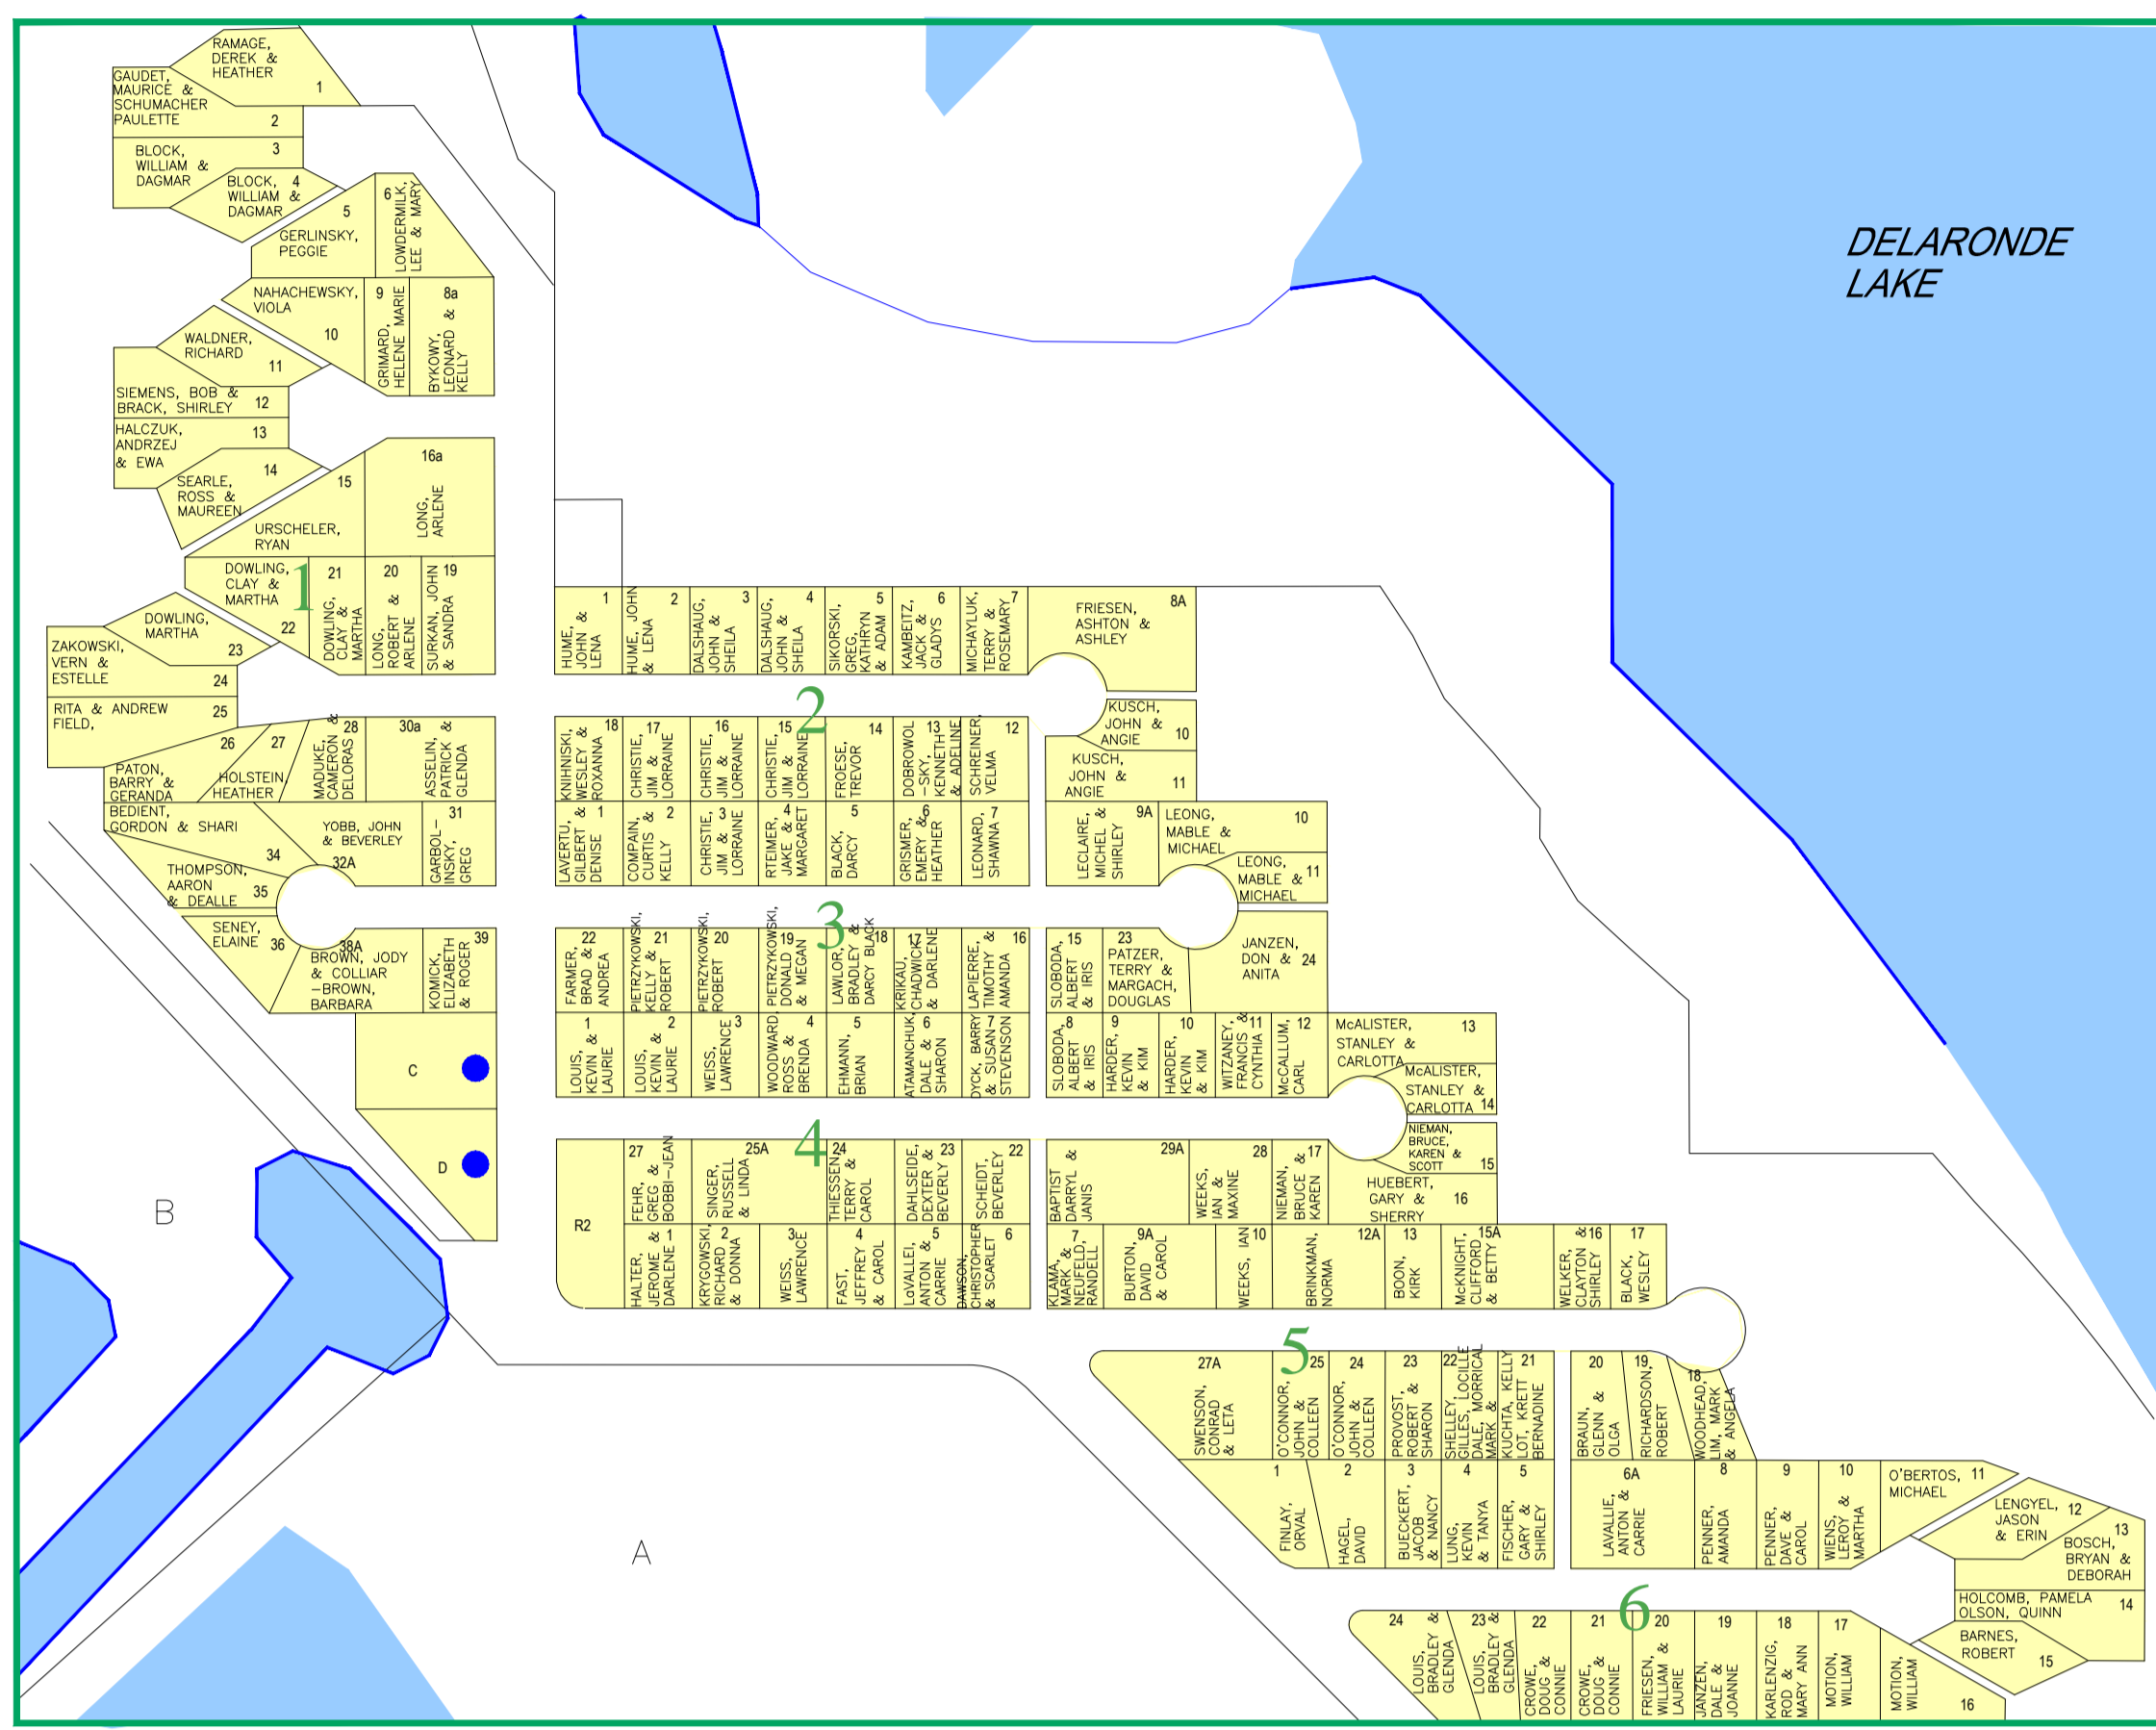 DELARONDE
LAKE
RAMAGE,
DEREK &
HEATHER
1
GAUDET,
MAURICE &
SCHUMACHER
PAULETTE
2
BLOCK,
WILLIAM &
DAGMAR
3
BLOCK,
WILLIAM &
DAGMAR
4
GERLINSKY,
PEGGIE
5
LOWDERMILK,
LEE & MARY
6
NAHACHEWSKY,
VIOLA
10
GRIMARD,
HELENE MARIE
9
BYKOWY,
LEONARD &
KELLY
8a
WALDNER,
RICHARD
11
SIEMENS, BOB &
BRACK, SHIRLEY
12
HALCZUK,
ANDRZEJ
& EWA
13
SEARLE,
ROSS &
MAUREEN
14
URSCHELER,
RYAN
15
LONG,
ARLENE
16a
1
DOWLING,
CLAY &
MARTHA
22
DOWLING,
CLAY &
MARTHA
21
LONG,
ROBERT &
ARLENE
20
SURKAN, JOHN
& SANDRA
19
DOWLING,
MARTHA
23
ZAKOWSKI,
VERN &
ESTELLE
24
RITA & ANDREW
FIELD,
25
PATON,
BARRY &
GERANDA
26
HOLSTEIN,
HEATHER
27
MADUKE,
CAMERON &
DELORAS
28
ASSELIN,
PATRICK &
GLENDA
30a
BEDIENT,
GORDON & SHARI
34
YOBB, JOHN
& BEVERLEY
32A
GARBOL-
INSKY,
GREG
31
THOMPSON,
AARON
& DEALLE
35
SENEY,
ELAINE
36
BROWN, JODY
& COLLIAR
-BROWN,
BARBARA
38A
KOMICK,
ELIZABETH
& ROGER
39
C
D
B
A
HUME,
JOHN &
LENA
1
HUME, JOHN
& LENA
2
DALSHAUG,
JOHN &
SHEILA
3
DALSHAUG,
JOHN &
SHEILA
4
SIKORSKI,
GREG,
KATHRYN
& ADAM
5
KAMBEITZ,
JACK &
GLADYS
6
MICHAYLUK,
TERRY &
ROSEMARY
7
FRIESEN,
ASHTON &
ASHLEY
8A
2
KUSCH,
JOHN &
ANGIE
10
KUSCH,
JOHN &
ANGIE
11
KNIHNISKI,
WESLEY &
ROXANNA
18
CHRISTIE,
JIM &
LORRAINE
17
CHRISTIE,
JIM &
LORRAINE
16
CHRISTIE,
JIM &
LORRAINE
15
FROESE,
TREVOR
14
DOBROWOL
-SKY,
KENNETH
& ADELINE
13
SCHREINER,
VELMA
12
LAVERTU,
GILBERT &
DENISE
1
COMPAIN,
CURTIS &
KELLY
2
CHRISTIE,
JIM &
LORRAINE
3
RTEIMER,
JAKE &
MARGARET
4
BLACK,
DARCY
5
GRISMER,
EMERY &
HEATHER
6
LEONARD,
SHAWNA
7
LECLAIRE,
MICHEL &
SHIRLEY
9A
LEONG,
MABLE &
MICHAEL
10
LEONG,
MABLE &
MICHAEL
11
3
FARMER,
BRAD &
ANDREA
22
PIETRZYKOWSKI,
KELLY &
ROBERT
21
PIETRZYKOWSKI,
ROBERT
20
PIETRZYKOWSKI,
DONALD
& MEGAN
19
LAWLOR,
BRADLEY &
DARCY BLACK
18
KRIKAU,
CHADWICK
& DARLENE
17
LAPIERRE,
TIMOTHY &
AMANDA
16
SLOBODA,
ALBERT
& IRIS
15
PATZER,
TERRY &
MARGACH,
DOUGLAS
23
JANZEN,
DON &
ANITA
24
LOUIS,
KEVIN &
LAURIE
1
LOUIS,
KEVIN &
LAURIE
2
WEISS,
LAWRENCE
3
WOODWARD,
ROSS &
BRENDA
4
EHMANN,
BRIAN
5
ATAMANCHUK,
DALE &
SHARON
6
DYCK, BARRY
& SUSAN
STEVENSON
7
SLOBODA,
ALBERT
& IRIS
8
HARDER,
KEVIN
& KIM
9
HARDER,
KEVIN
& KIM
10
WITZANEY,
FRANCIS &
CYNTHIA
11
McCALLUM,
CARL
12
McALISTER,
STANLEY &
CARLOTTA
13
McALISTER,
STANLEY &
CARLOTTA
14
NIEMAN,
BRUCE,
KAREN &
SCOTT
15
HUEBERT,
GARY &
SHERRY
16
4
R2
FEHR,
GREG &
BOBBI-JEAN
27
SINGER,
RUSSELL
& LINDA
25A
THIESSEN,
TERRY &
CAROL
24
DAHLSEIDE,
DEXTER &
BEVERLY
23
SCHEIDT,
BEVERLEY
22
BAPTIST
DARRYL &
JANIS
29A
WEEKS,
IAN &
MAXINE
28
NIEMAN,
BRUCE &
KAREN
17
HALTER,
JEROME &
DARLENE
1
KRYGOWSKI,
RICHARD
& DONNA
2
WEISS,
LAWRENCE
3
FAST,
JEFFREY
& CAROL
4
LaVALLEI,
ANTON &
CARRIE
5
DAWSON,
CHRISTOPHER
& SCARLET
6
KLAMA,
MARK &
NEUFELD,
RANDELL
7
BURTON,
DAVID
& CAROL
9A
WEEKS, IAN
10
BRINKMAN,
NORMA
12A
BOON,
KIRK
13
McKNIGHT,
CLIFFORD
& BETTY
15A
WELKER,
CLAYTON &
SHIRLEY
16
BLACK,
WESLEY
17
5
SWENSON,
CONRAD
& LETA
27A
O'CONNOR,
JOHN &
COLLEEN
25
O'CONNOR,
JOHN &
COLLEEN
24
PROVOST,
ROBERT &
SHARON
23
SHELLEY,
GILLES, LOCILLE
DALE, MORRICAL
MARK &
22
KUCHTA, KELLY
LOT, KRETT
BERNADINE
21
BRAUN,
GLENN &
OLGA
20
RICHARDSON,
ROBERT
19
WOODHEAD,
LIM, MARK
& ANGELA
18
FINLAY,
ORVAL
1
HAGEL,
DAVID
2
BUECKERT,
JACOB
& NANCY
3
LUNG,
KEVIN
& TANYA
4
FISCHER,
GARY &
SHIRLEY
5
LAVALLIE,
ANTON &
CARRIE
6A
PENNER,
AMANDA
8
PENNER,
DAVE &
CAROL
9
WIENS,
LEROY &
MARTHA
10
O'BERTOS,
MICHAEL
11
LENGYEL,
JASON
& ERIN
12
BOSCH,
BRYAN &
DEBORAH
13
HOLCOMB, PAMELA
OLSON, QUINN
14
BARNES,
ROBERT
15
6
LOUIS,
BRADLEY &
GLENDA
24
LOUIS,
BRADLEY &
GLENDA
23
CROWE,
DOUG &
CONNIE
22
CROWE,
DOUG &
CONNIE
21
FRIESEN,
WILLIAM &
LAURIE
20
JANZEN,
DALE &
JOANNE
19
KARLENZIG,
ROD &
MARY ANN
18
MOTION,
WILLIAM
17
MOTION,
WILLIAM
16